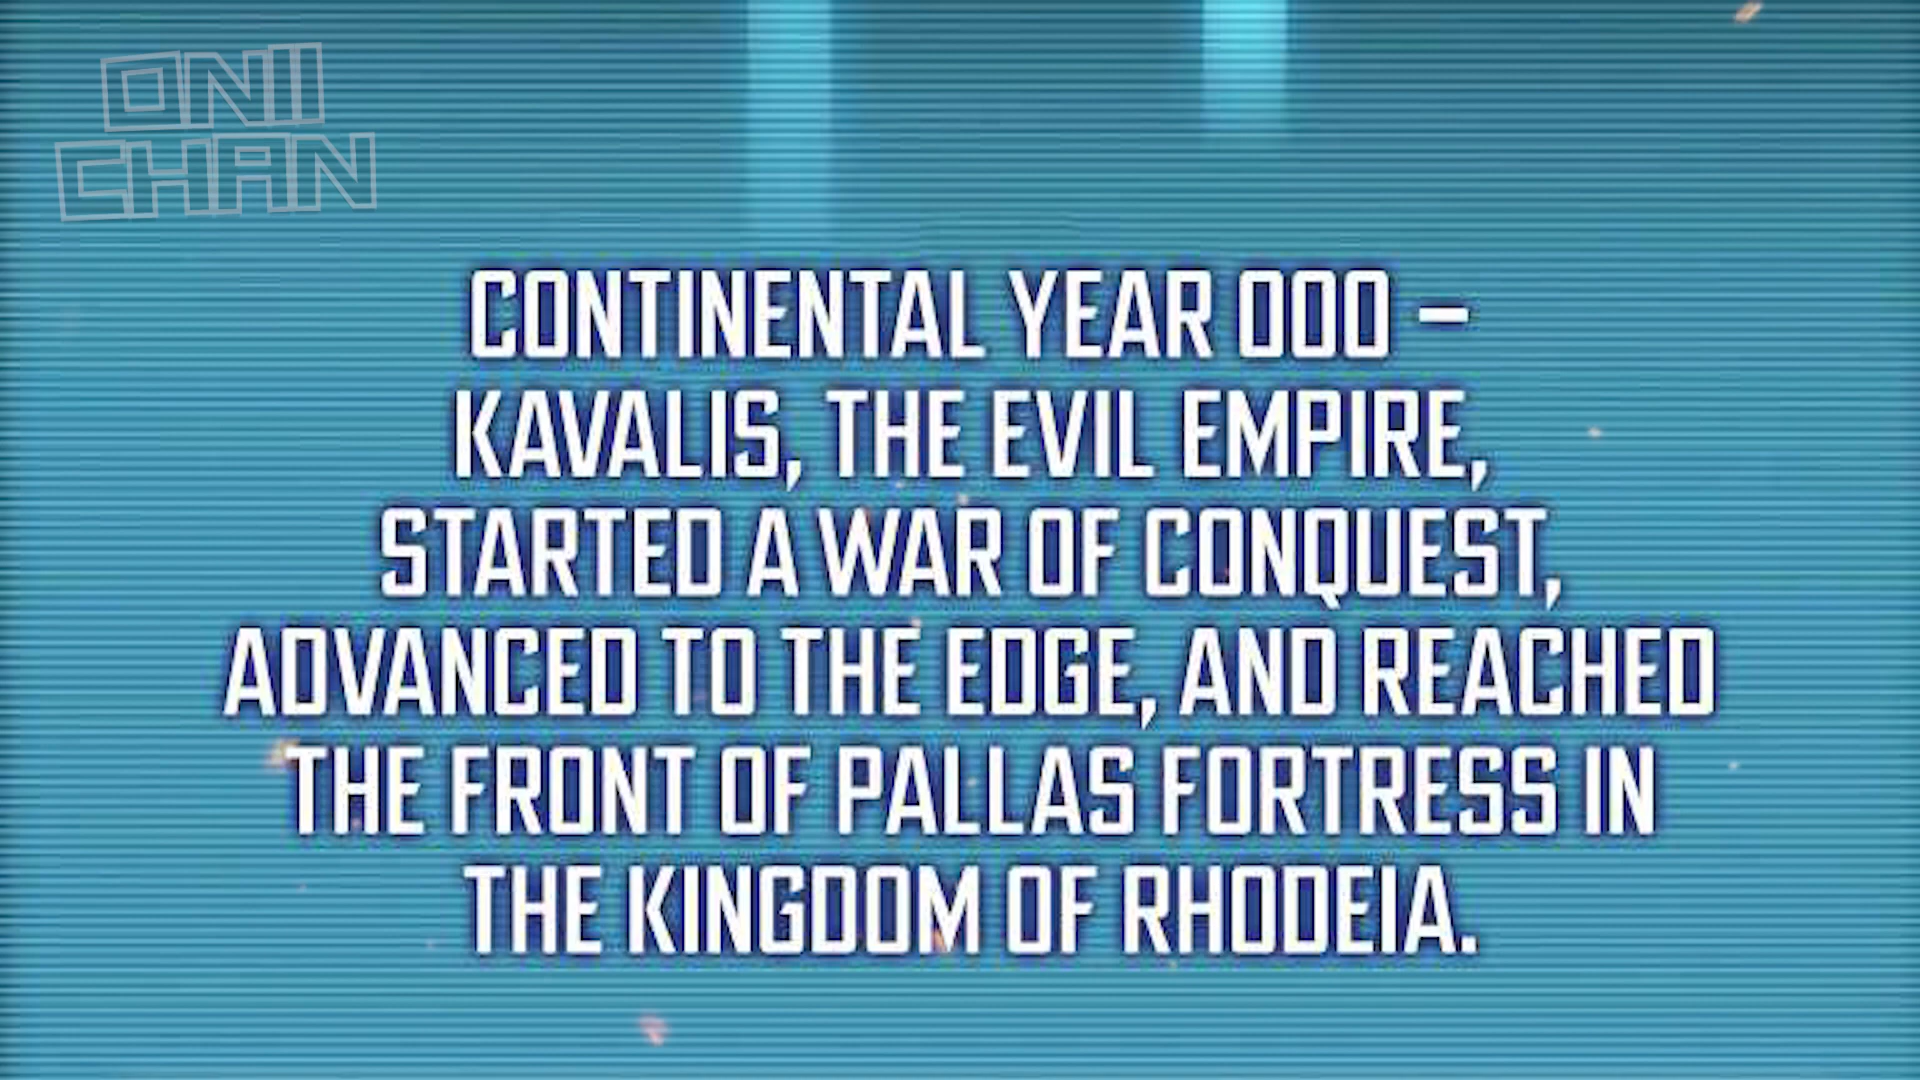 ONII
CHAN
CONTINENTAL YEAR 000 –
KAVALIS, THE EVIL EMPIRE,
STARTED A WAR OF CONQUEST,
ADVANCED TO THE EDGE, AND REACHED
THE FRONT OF PALLAS FORTRESS IN
THE KINGDOM OF RHODEIA.